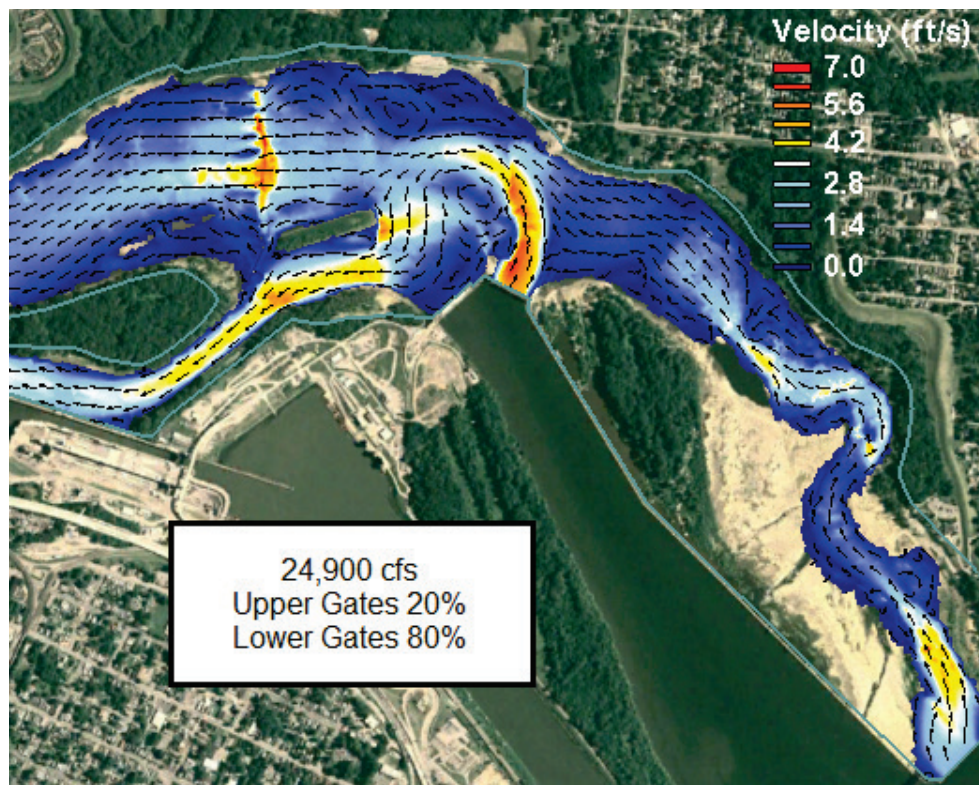 Velocity (ft/s)
7.0
5.6
4.2
2.8
1.4
0.0
24,900 cfs
Upper Gates 20%
Lower Gates 80%